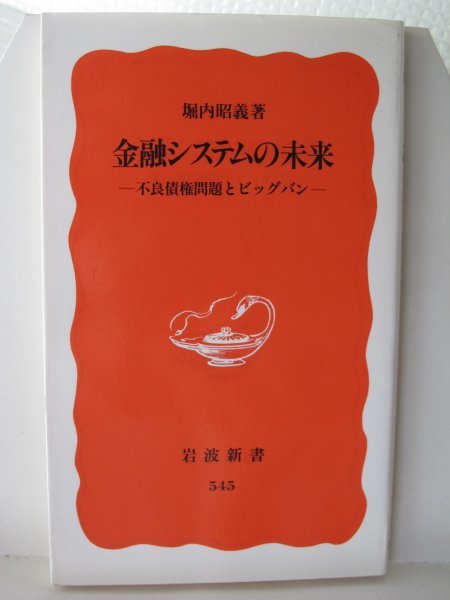 堀内昭義著
金融システムの未来
—不良債権問題とビッグバン—
岩波新書
545